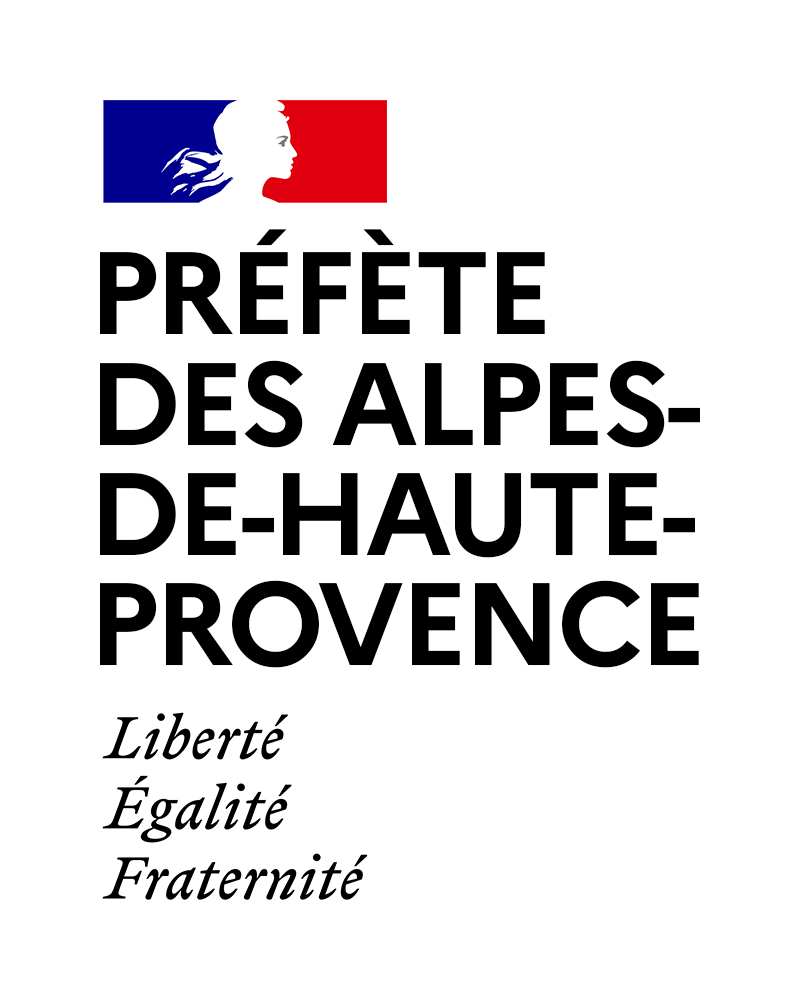 PRÉFÈTE
DES ALPES-
DE-HAUTE-
PROVENCE
Liberté
Égalité
Fraternité